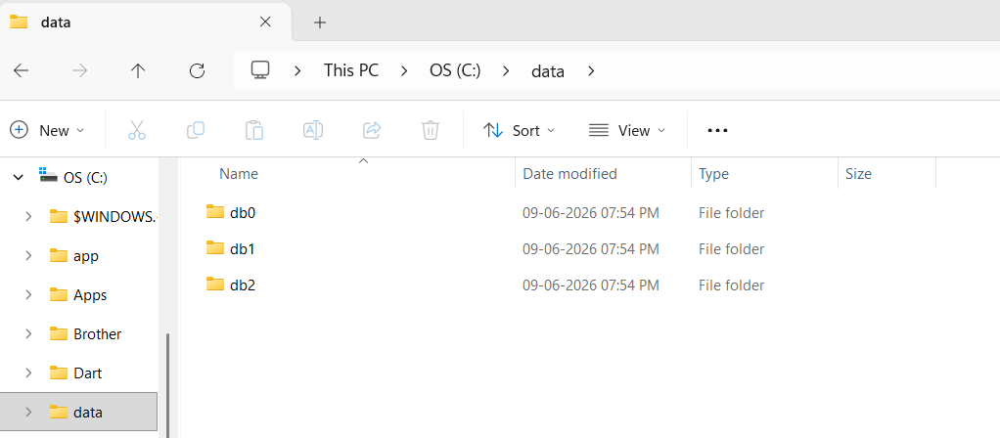 data
This PC > OS (C:) > data >
New Sort View
OS (C:)
$WINDOWS.
app
Apps
Brother
Dart
data
Name Date modified Type Size
db0 09-06-2026 07:54 PM File folder
db1 09-06-2026 07:54 PM File folder
db2 09-06-2026 07:54 PM File folder